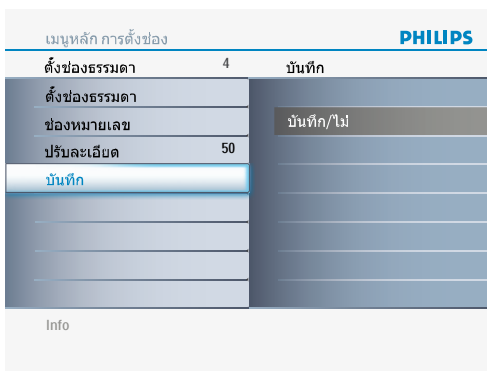 เมนูหลัก การตั้งช่อง
PHILIPS
ตั้งช่องธรรมดา 4
บันทึก
ตั้งช่องธรรมดา
ช่องหมายเลข
บันทึก/ไม่
ปรับละเอียด 50
บันทึก
Info